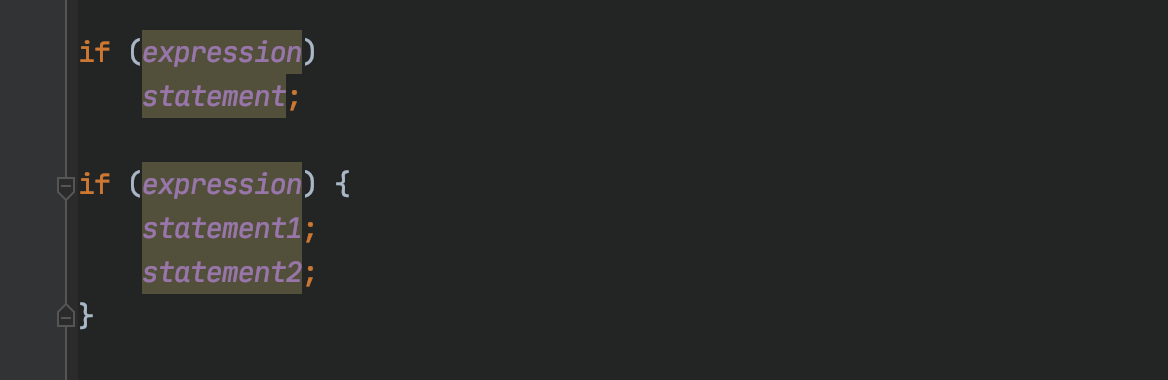 if (expression)
    statement;
if (expression) {
    statement1;
    statement2;
}